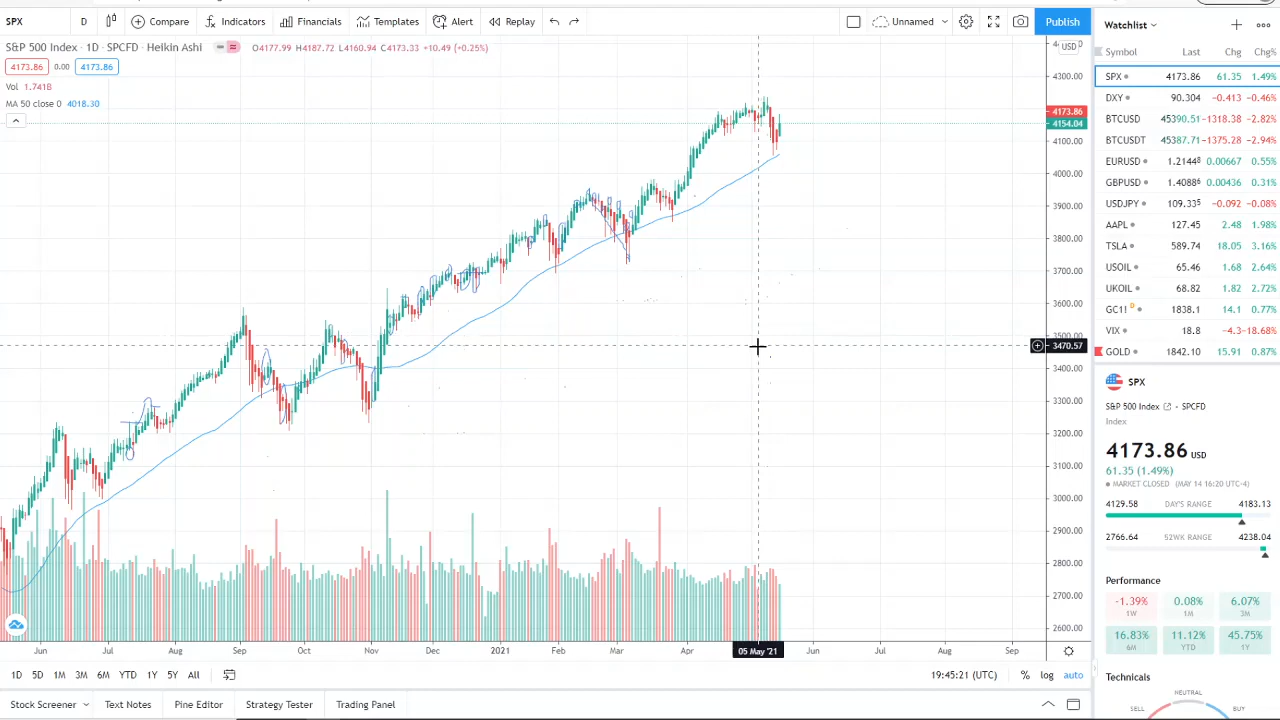 SPX D Compare Indicators Financials Templates Alert Replay Unnamed Publish
S&P 500 Index · 1D · SPCFD · Heikin Ashi O4177.99 H4187.72 L4160.94 C4173.33 +10.49 (+0.25%)
4173.86 0.00 4173.86
Vol 1.741B
MA 50 close 0 4018.30
USD
4300.00
4173.86
4154.04
4100.00
4000.00
3900.00
3800.00
3700.00
3600.00
3470.57
3400.00
3300.00
3200.00
3100.00
3000.00
2900.00
2800.00
2700.00
2600.00
Jun Jul Aug Sep Oct Nov Dec 2021 Feb Mar Apr 05 May '21 Jun Jul Aug Sep
1D 5D 1M 3M 6M YTD 1Y 5Y All 19:45:21 (UTC) % log auto
Stock Screener Text Notes Pine Editor Strategy Tester Trading Panel
Watchlist
Symbol Last Chg Chg%
SPX 4173.86 61.35 1.49%
DXY 90.304 −0.413 −0.46%
BTCUSD 45390.51 −1318.38 −2.82%
BTCUSDT 45387.71 −1375.28 −2.94%
EURUSD 1.21448 0.00667 0.55%
GBPUSD 1.40886 0.00436 0.31%
USDJPY 109.335 −0.092 −0.08%
AAPL 127.45 2.48 1.98%
TSLA 589.74 18.05 3.16%
USOIL 65.46 1.68 2.64%
UKOIL 68.82 1.82 2.72%
GC1! D 1838.1 14.1 0.77%
VIX 18.8 −4.3 −18.68%
GOLD 1842.10 15.91 0.87%
SPX
S&P 500 Index · SPCFD
Index
4173.86 USD
61.35 (1.49%)
MARKET CLOSED (MAY 14 16:20 UTC-4)
4129.58 DAY'S RANGE 4183.13
2766.64 52WK RANGE 4238.04
Performance
-1.39% 0.08% 6.07%
1W 1M 3M
16.83% 11.12% 45.75%
6M YTD 1Y
Technicals
NEUTRAL
SELL BUY